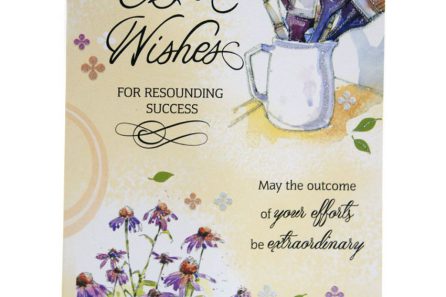 Wishes
FOR RESOUNDING
SUCCESS
May the outcome
of your efforts
be extraordinary